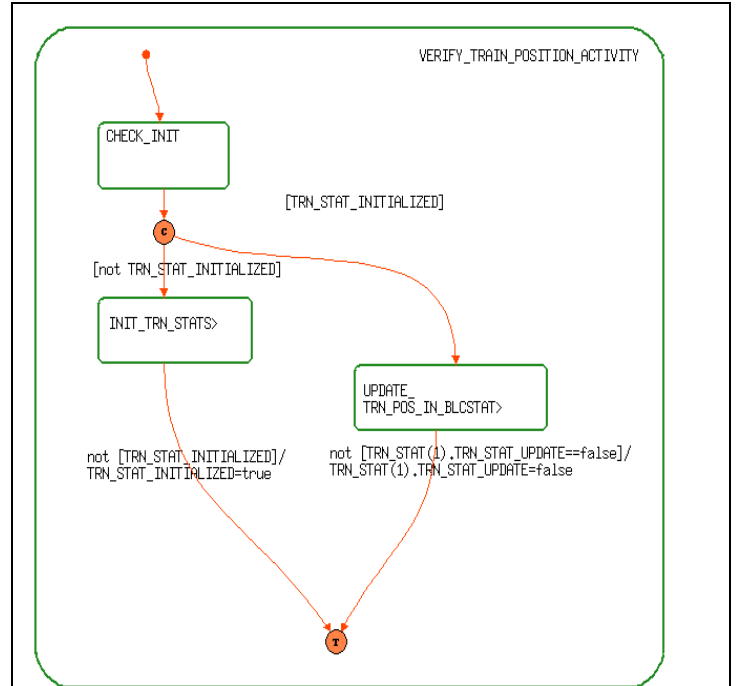 VERIFY_TRAIN_POSITION_ACTIVITY
CHECK_INIT
[TRN_STAT_INITIALIZED]
C
[not TRN_STAT_INITIALIZED]
INIT_TRN_STATS>
UPDATE_
TRN_POS_IN_BLCSTAT>
not [TRN_STAT_INITIALIZED]/
TRN_STAT_INITIALIZED=true
not [TRN_STAT(1).TRN_STAT_UPDATE==false]/
TRN_STAT(1).TRN_STAT_UPDATE=false
T